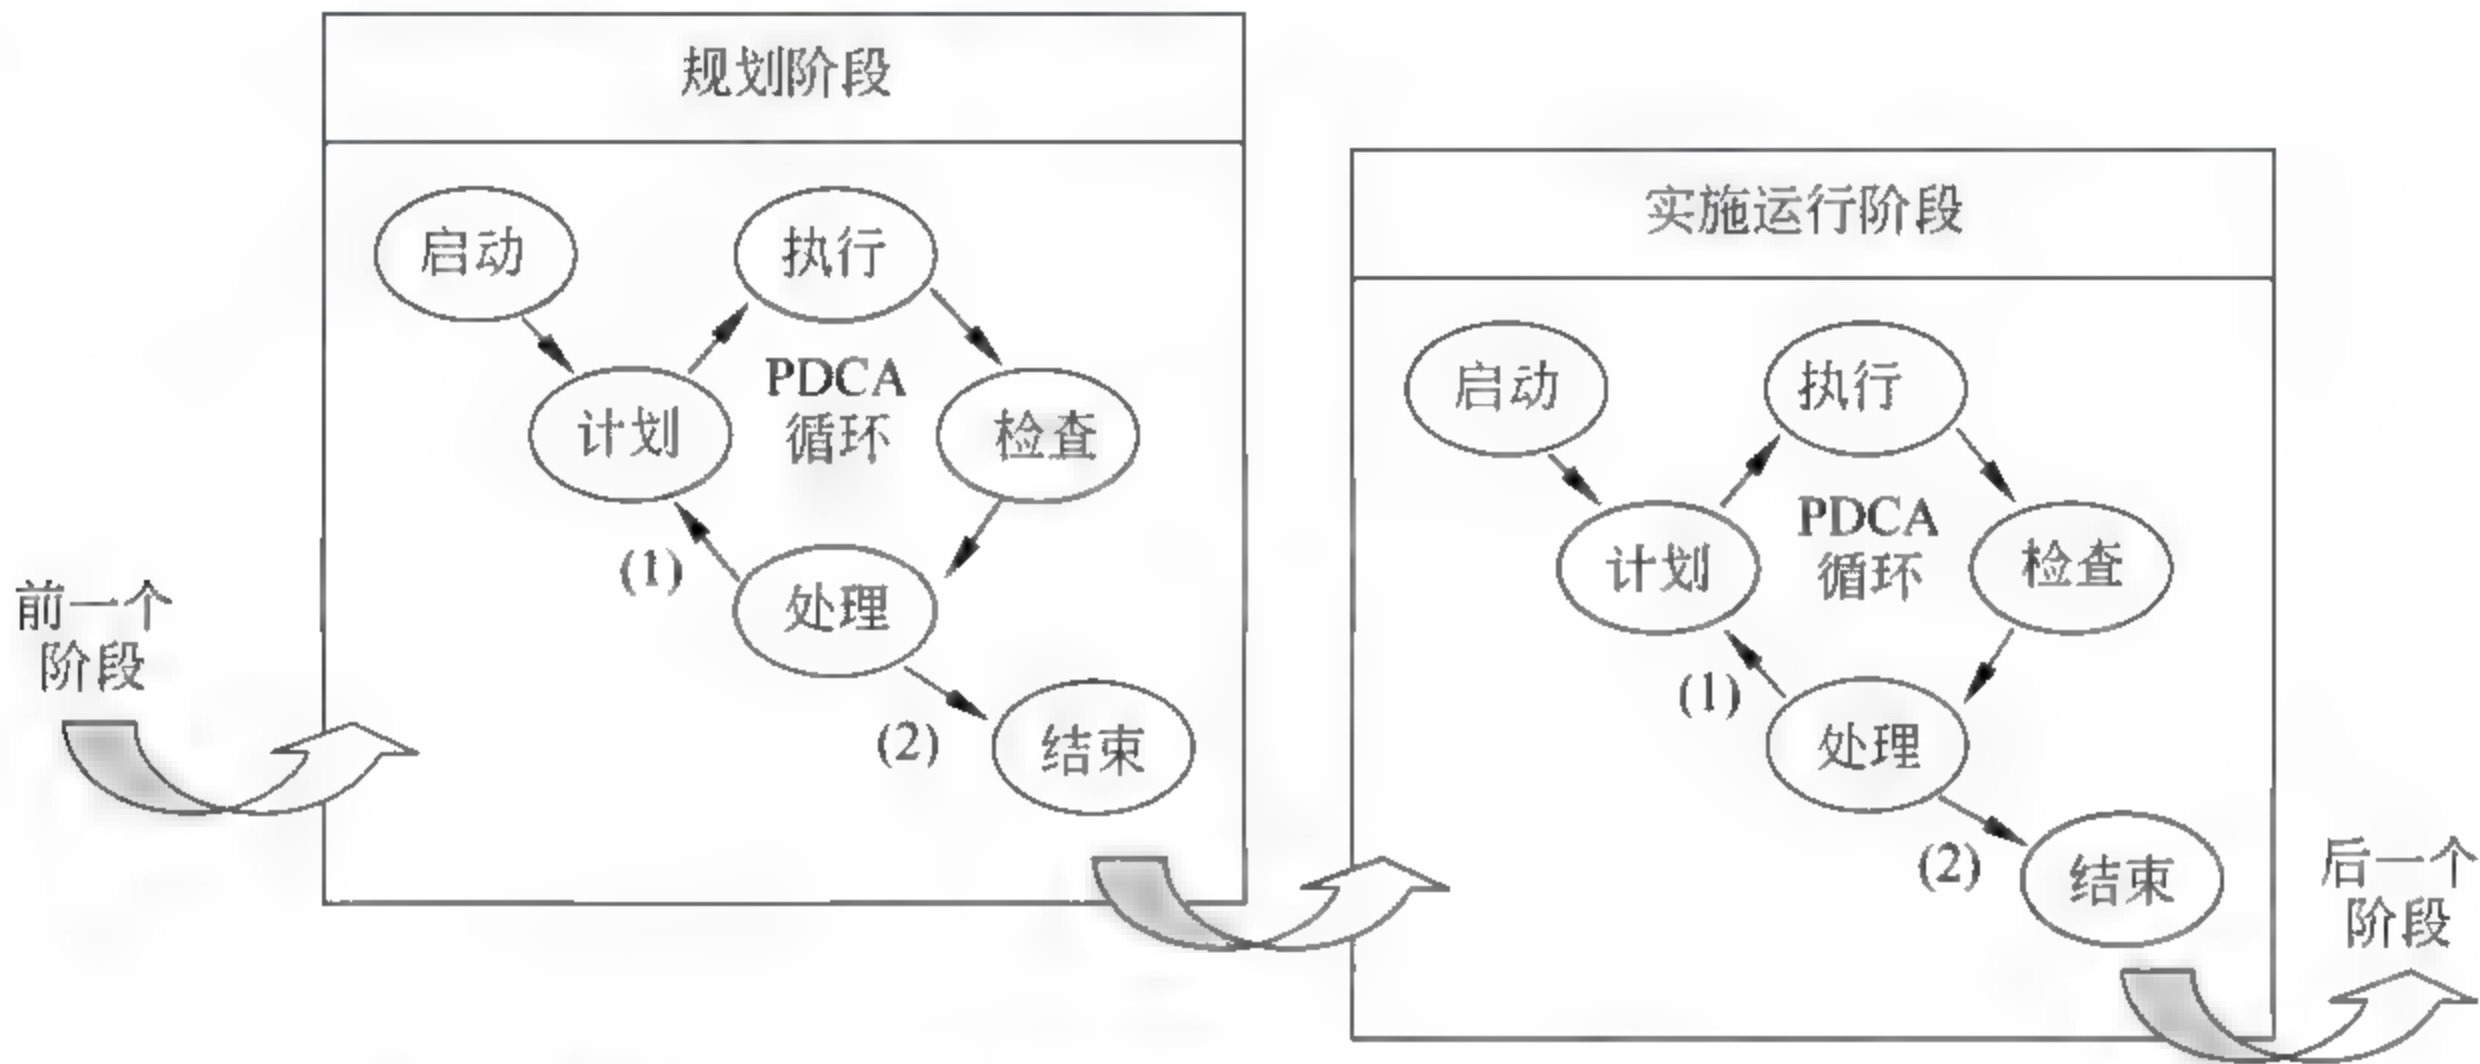 规划阶段
启动
执行
PDCA
循环
计划
检查
(1)
处理
(2)
结束
前一个
阶段
实施运行阶段
启动
执行
PDCA
循环
计划
检查
(1)
处理
(2)
结束
后一个
阶段